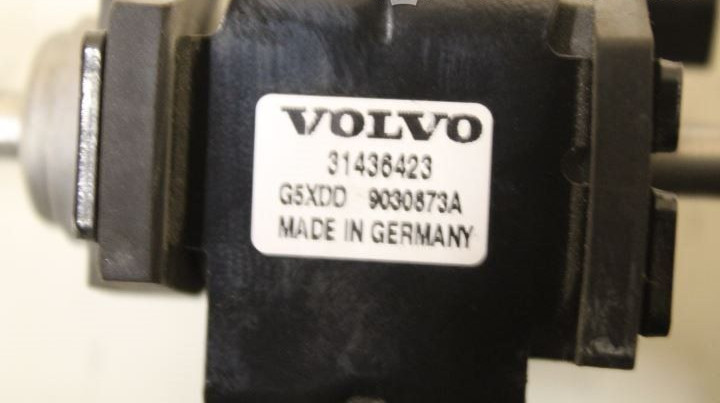 VOLVO
31436423
G5XDD 9030873A
MADE IN GERMANY